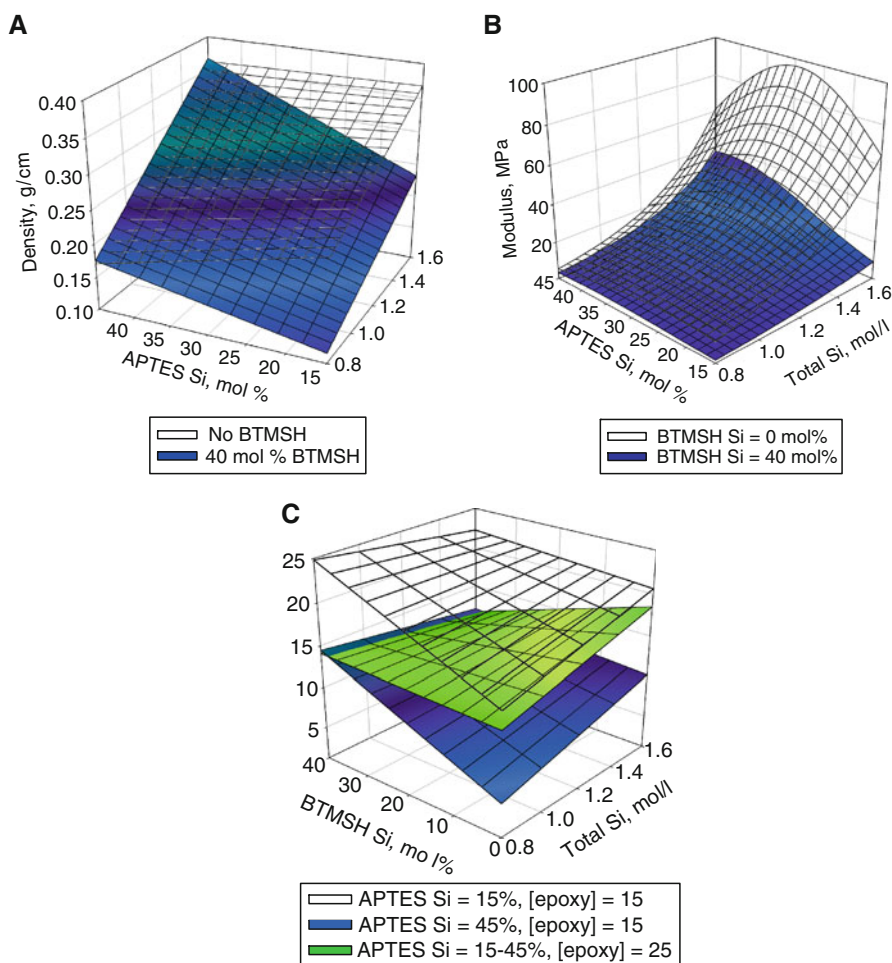 A
0.40
0.35
0.30
0.25
0.20
0.15
0.10
Density, g/cm
40
35
30
25
20
15
APTES Si, mol %
0.8
1.0
1.2
1.4
1.6
No BTMSH
40 mol % BTMSH
B
100
80
60
40
20
Modulus, MPa
45
40
35
30
25
20
15
APTES Si, mol %
0.8
1.0
1.2
1.4
1.6
Total Si, mol/l
BTMSH Si = 0 mol%
BTMSH Si = 40 mol%
C
25
20
15
10
5
40
30
20
10
0
BTMSH Si, mo l%
0.8
1.0
1.2
1.4
1.6
Total Si, mol/l
APTES Si = 15%, [epoxy] = 15
APTES Si = 45%, [epoxy] = 15
APTES Si = 15-45%, [epoxy] = 25